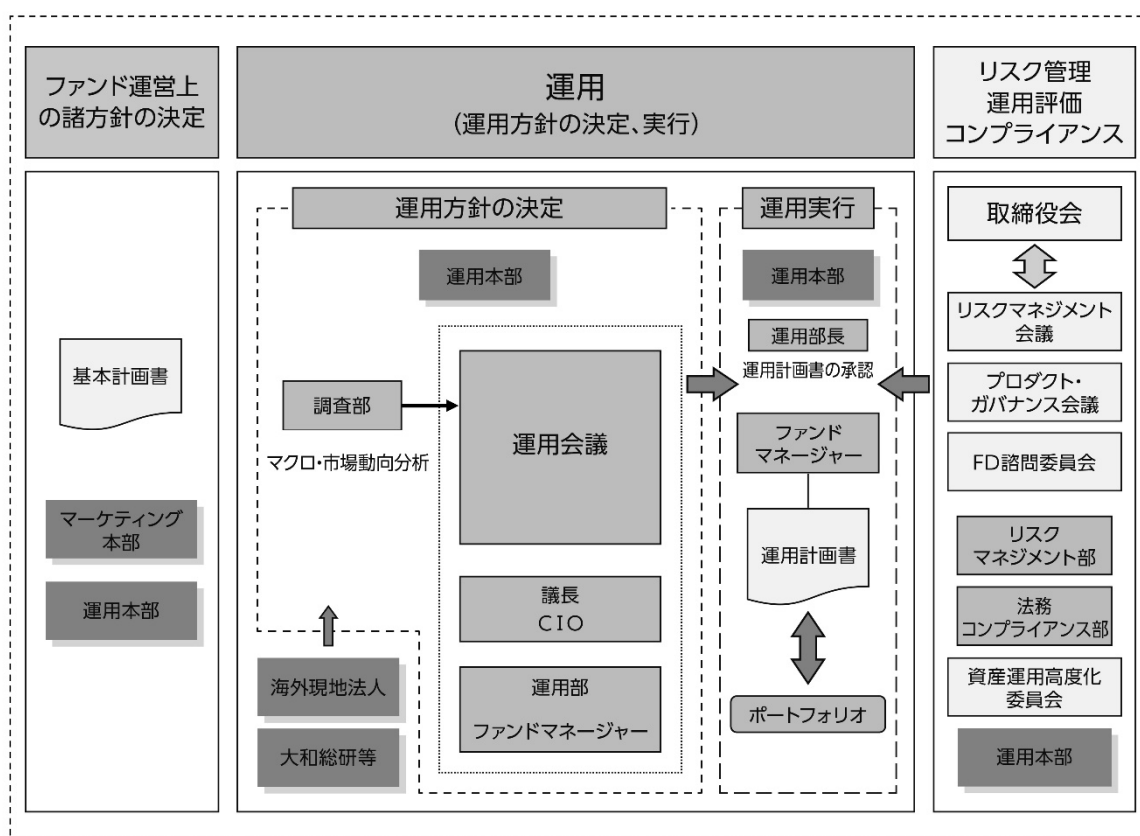 ファンド運営上
の諸方針の決定
運用
(運用方針の決定、実行)
リスク管理
運用評価
コンプライアンス
基本計画書
マーケティング
本部
運用本部
運用方針の決定
運用本部
調査部
マクロ・市場動向分析
運用会議
議長
CIO
運用部
ファンドマネージャー
海外現地法人
大和総研等
運用実行
運用本部
運用部長
運用計画書の承認
ファンド
マネージャー
運用計画書
ポートフォリオ
取締役会
リスクマネジメント
会議
プロダクト・
ガバナンス会議
FD諮問委員会
リスク
マネジメント部
法務
コンプライアンス部
資産運用高度化
委員会
運用本部